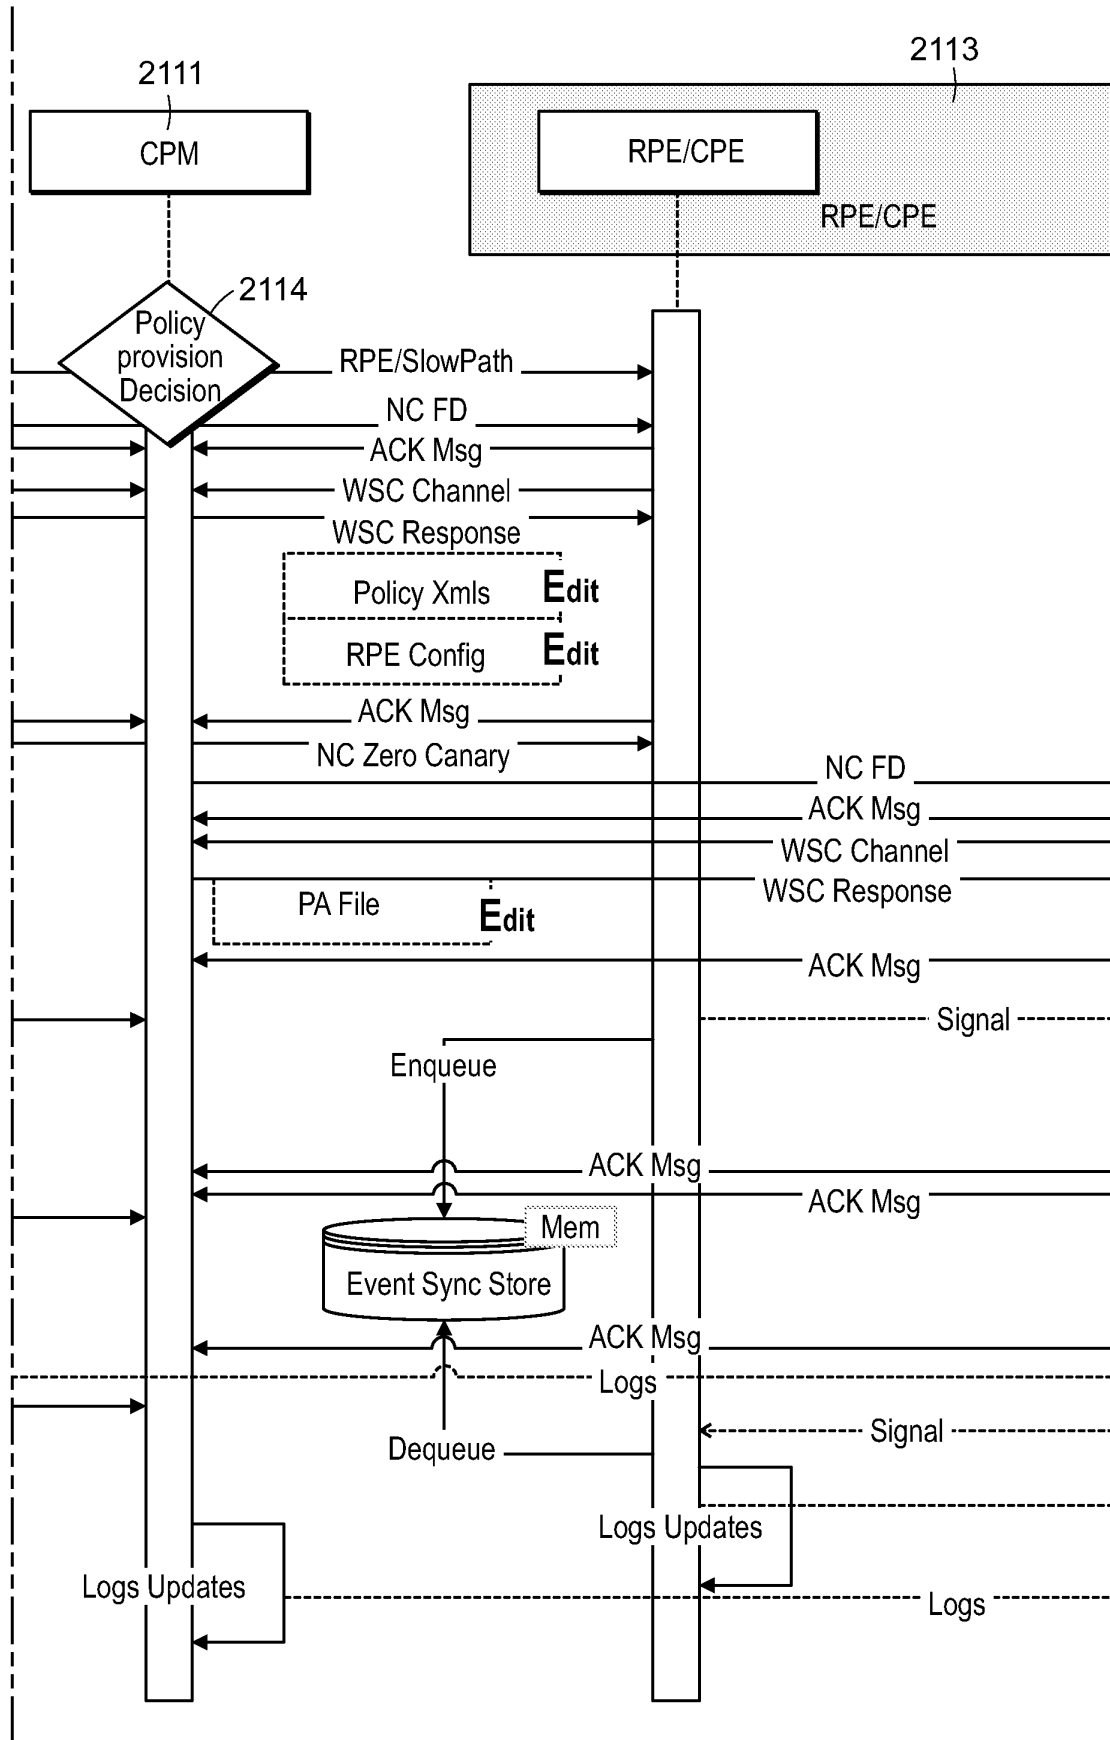 2113
2111
CPM
RPE/CPE
RPE/CPE
2114
Policy
provision
Decision
RPE/SlowPath
NC FD
ACK Msg
WSC Channel
WSC Response
Policy Xmls
Edit
RPE Config
Edit
ACK Msg
NC Zero Canary
NC FD
ACK Msg
WSC Channel
WSC Response
PA File
Edit
ACK Msg
Signal
Enqueue
ACK Msg
ACK Msg
Mem
Event Sync Store
ACK Msg
Logs
Signal
Dequeue
Logs Updates
Logs Updates
Logs